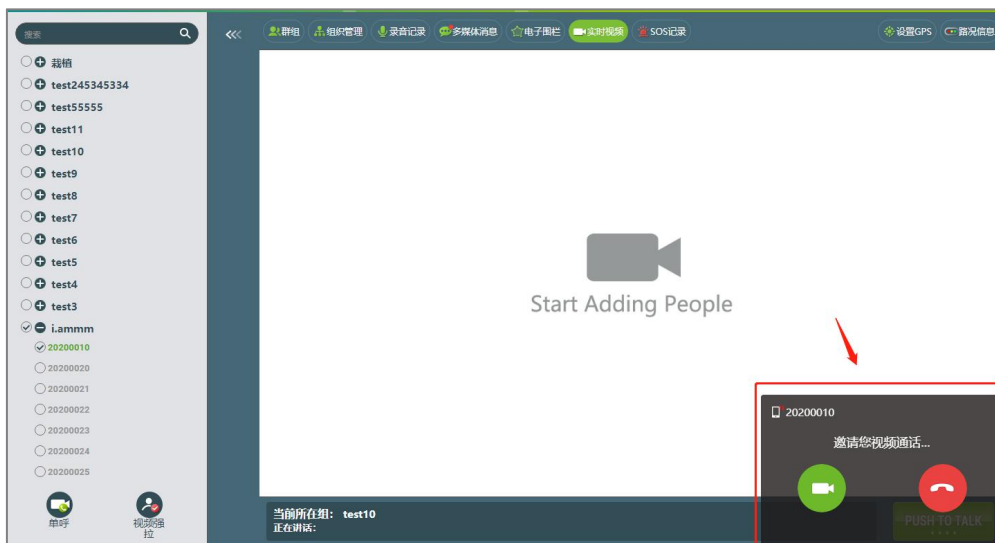 搜索
群组 组织管理 录音记录 多媒体消息 电子围栏 实时视频 SOS记录 设置GPS 路况信息
栽植
test245345334
test55555
test11
test10
test9
test8
test7
test6
test5
test4
test3
i.ammm
20200010
20200020
20200021
20200022
20200023
20200024
20200025
单呼
视频强
拉
Start Adding People
20200010
邀请您视频通话...
当前所在组： test10
正在讲话:
PUSH TO TALK